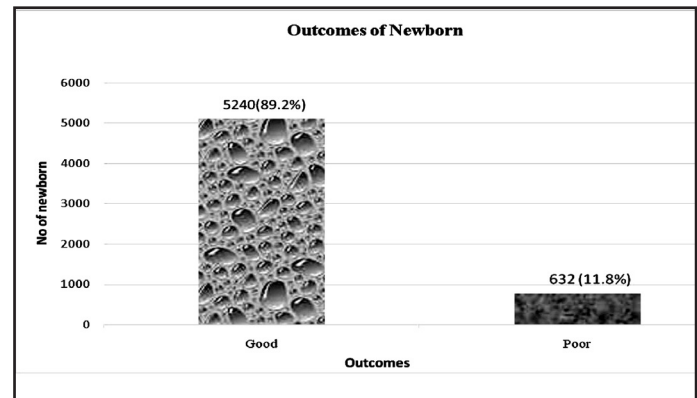 Outcomes of Newborn
No of newborn
6000
5000
4000
3000
2000
1000
0
5240(89.2%)
632 (11.8%)
Good
Poor
Outcomes